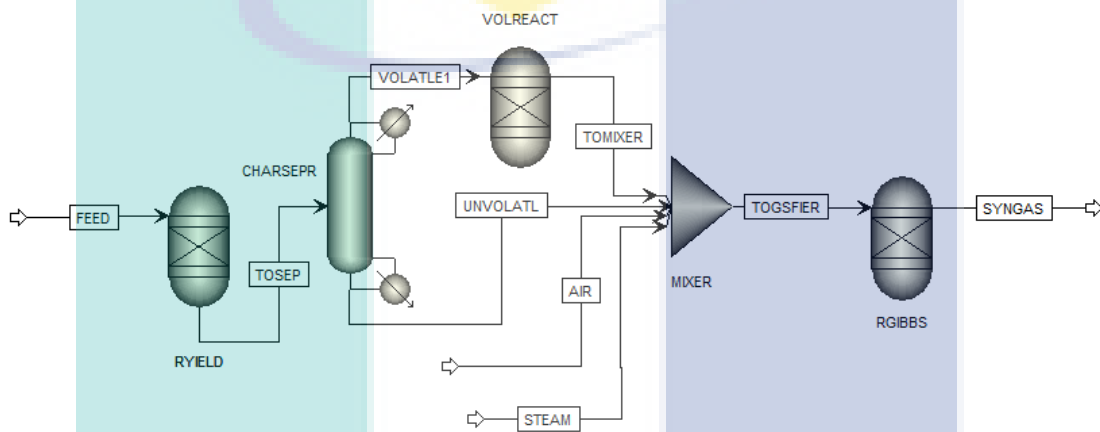 VOLREACT
VOLATLE1
TOMIXER
CHARSEPR
UNVOLATL
FEED
TOGSFIER
SYNGAS
TOSEP
AIR
MIXER
RGIBBS
RYIELD
STEAM